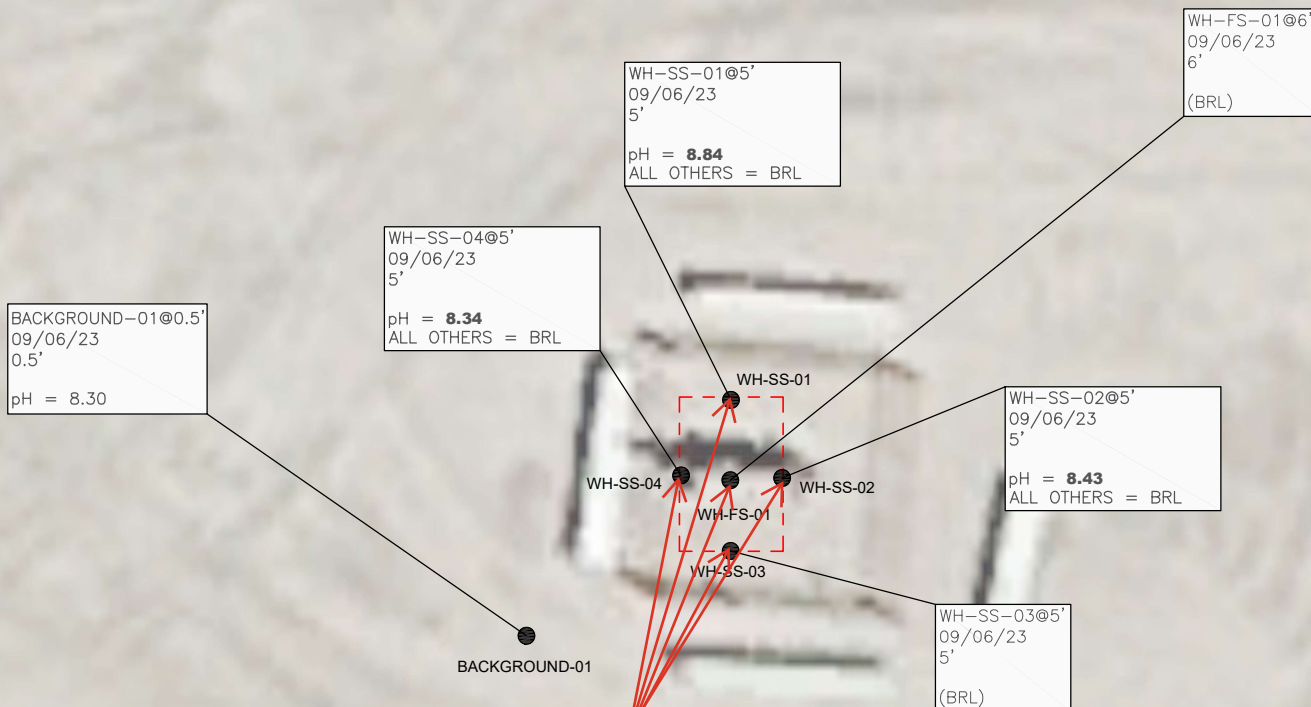 WH-FS-01@6'
09/06/23
6'
(BRL)
WH-SS-01@5'
09/06/23
5'
pH = 8.84
ALL OTHERS = BRL
WH-SS-04@5'
09/06/23
5'
pH = 8.34
ALL OTHERS = BRL
BACKGROUND-01@0.5'
09/06/23
0.5'
pH = 8.30
WH-SS-01
WH-SS-02@5'
09/06/23
5'
pH = 8.43
ALL OTHERS = BRL
WH-SS-04
WH-SS-02
WH-FS-01
WH-SS-03
WH-SS-03@5'
09/06/23
5'
(BRL)
BACKGROUND-01